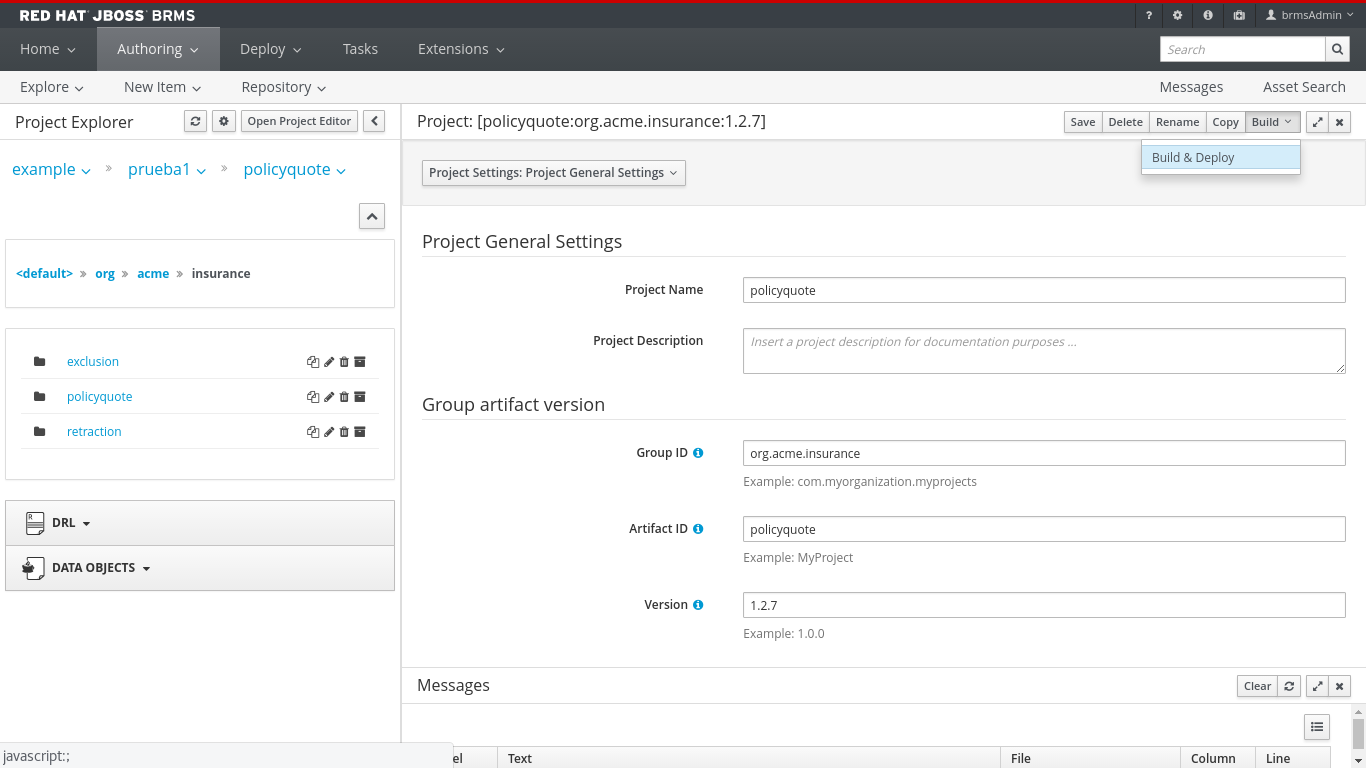 RED HAT JBOSS BRMS
? brmsAdmin
Home Authoring Deploy Tasks Extensions Search
Explore New Item Repository Messages Asset Search
Project Explorer Open Project Editor
example » prueba1 » policyquote
<default> » org » acme » insurance
exclusion
policyquote
retraction
DRL
DATA OBJECTS
Project: [policyquote:org.acme.insurance:1.2.7] Save Delete Rename Copy Build
Build & Deploy
Project Settings: Project General Settings
Project General Settings
Project Name policyquote
Project Description Insert a project description for documentation purposes ...
Group artifact version
Group ID org.acme.insurance
Example: com.myorganization.myprojects
Artifact ID policyquote
Example: MyProject
Version 1.2.7
Example: 1.0.0
Messages Clear
el Text File Column Line
javascript:;